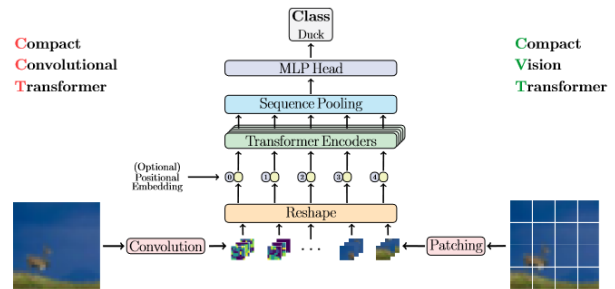 Class
Duck
Compact
Convolutional
Transformer
Compact
Vision
Transformer
MLP Head
Sequence Pooling
Transformer Encoders
(Optional)
Positional
Embedding
0 1 2 3 4
Reshape
Convolution
. . .
Patching